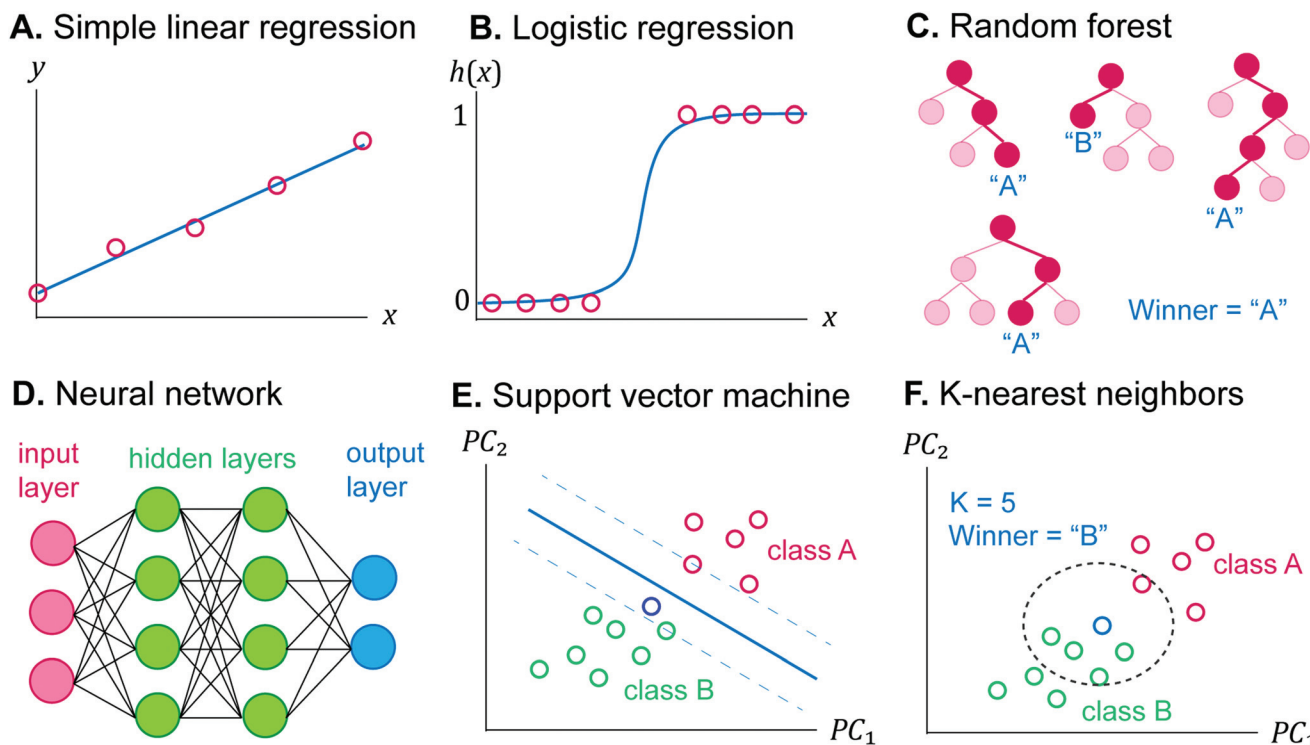 A. Simple linear regression
y
x
B. Logistic regression
h(x)
1
0
x
C. Random forest
“A”
“B”
“A”
“A”
Winner = “A”
D. Neural network
input
layer
hidden layers
output
layer
E. Support vector machine
PC₂
class A
class B
PC₁
F. K-nearest neighbors
PC₂
K = 5
Winner = “B”
class A
class B
PC